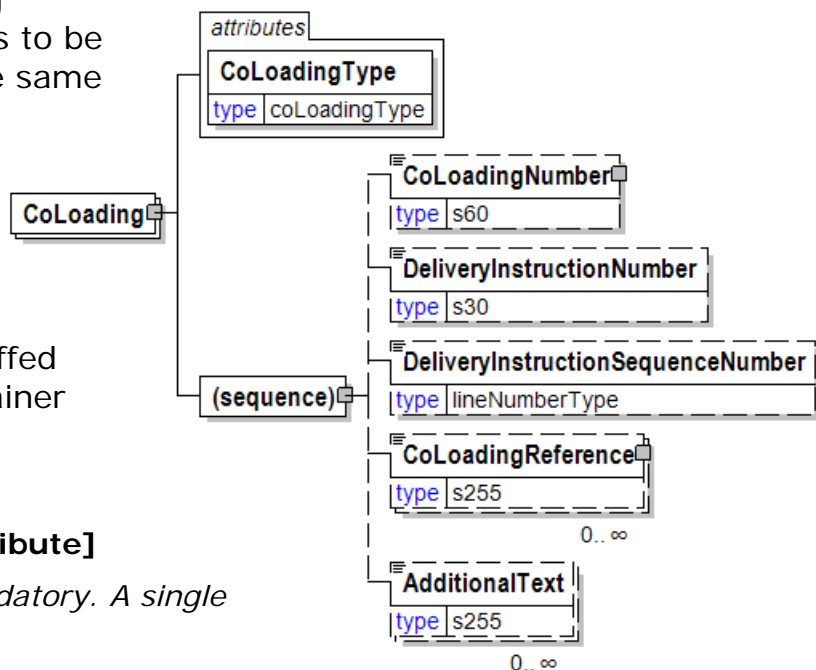 s to be
e same
ffed
iner
ibute]
datory. A single
attributes
CoLoadingType
type coLoadingType
CoLoading
(sequence)
CoLoadingNumber
type s60
DeliveryInstructionNumber
type s30
DeliveryInstructionSequenceNumber
type lineNumberType
CoLoadingReference
type s255
0.. ∞
AdditionalText
type s255
0.. ∞